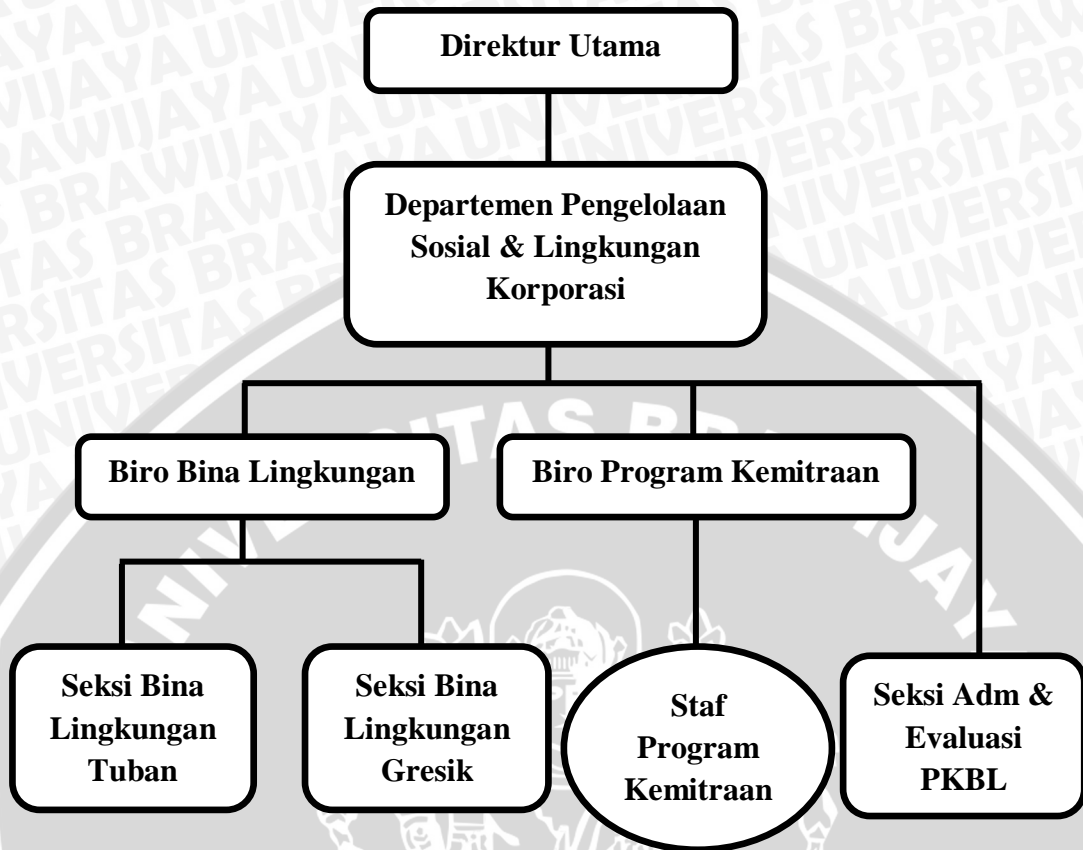 Direktur Utama
Departemen Pengelolaan
Sosial & Lingkungan
Korporasi
Biro Bina Lingkungan
Biro Program Kemitraan
Seksi Bina
Lingkungan
Tuban
Seksi Bina
Lingkungan
Gresik
Staf
Program
Kemitraan
Seksi Adm &
Evaluasi
PKBL